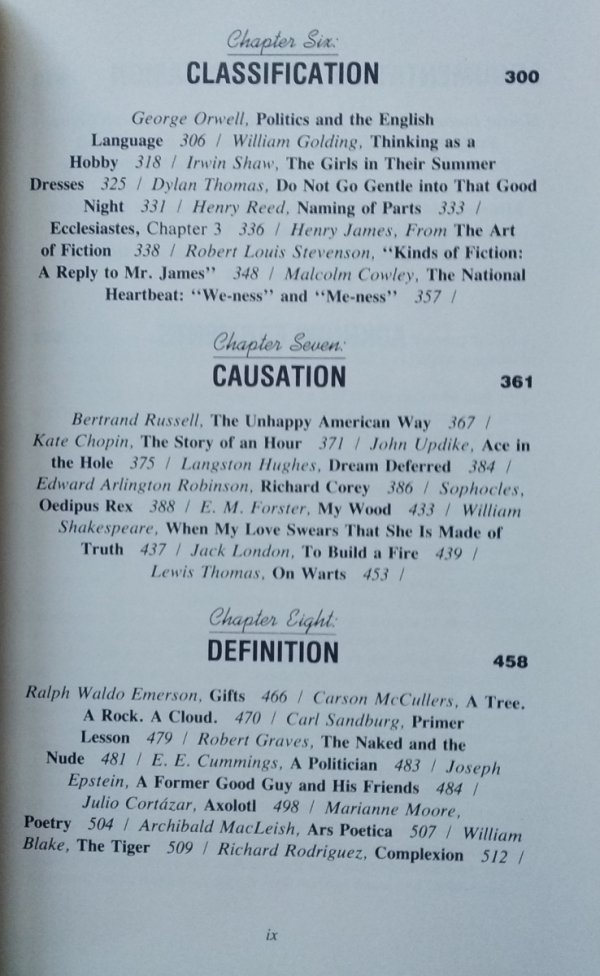 Chapter Six:
CLASSIFICATION 300
George Orwell, Politics and the English
Language 306 / William Golding, Thinking as a
Hobby 318 / Irwin Shaw, The Girls in Their Summer
Dresses 325 / Dylan Thomas, Do Not Go Gentle into That Good
Night 331 / Henry Reed, Naming of Parts 333 /
Ecclesiastes, Chapter 3 336 / Henry James, From The Art
of Fiction 338 / Robert Louis Stevenson, “Kinds of Fiction:
A Reply to Mr. James” 348 / Malcolm Cowley, The National
Heartbeat: “We-ness” and “Me-ness” 357 /
Chapter Seven:
CAUSATION 361
Bertrand Russell, The Unhappy American Way 367 /
Kate Chopin, The Story of an Hour 371 / John Updike, Ace in
the Hole 375 / Langston Hughes, Dream Deferred 384 /
Edward Arlington Robinson, Richard Corey 386 / Sophocles,
Oedipus Rex 388 / E. M. Forster, My Wood 433 / William
Shakespeare, When My Love Swears That She Is Made of
Truth 437 / Jack London, To Build a Fire 439 /
Lewis Thomas, On Warts 453 /
Chapter Eight:
DEFINITION 458
Ralph Waldo Emerson, Gifts 466 / Carson McCullers, A Tree.
A Rock. A Cloud. 470 / Carl Sandburg, Primer
Lesson 479 / Robert Graves, The Naked and the
Nude 481 / E. E. Cummings, A Politician 483 / Joseph
Epstein, A Former Good Guy and His Friends 484 /
Julio Cortázar, Axolotl 498 / Marianne Moore,
Poetry 504 / Archibald MacLeish, Ars Poetica 507 / William
Blake, The Tiger 509 / Richard Rodriguez, Complexion 512 /
ix